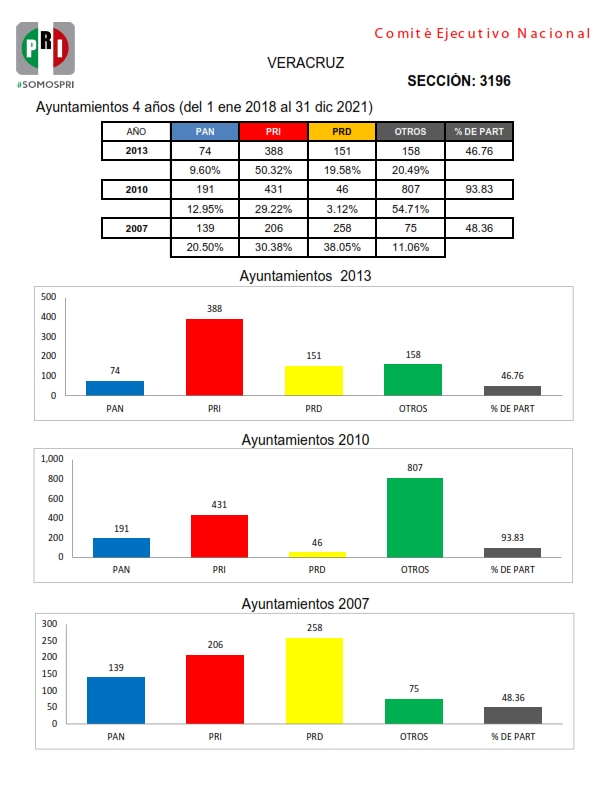 Comité Ejecutivo Nacional
PRI
#SOMOSPRI
VERACRUZ
SECCIÓN: 3196
Ayuntamientos 4 años (del 1 ene 2018 al 31 dic 2021)
AÑO PAN PRI PRD OTROS % DE PART
2013 74 388 151 158 46.76
9.60% 50.32% 19.58% 20.49%
2010 191 431 46 807 93.83
12.95% 29.22% 3.12% 54.71%
2007 139 206 258 75 48.36
20.50% 30.38% 38.05% 11.06%
Ayuntamientos 2013
500
400
300
200
100
0
74 388 151 158 46.76
PAN PRI PRD OTROS % DE PART
Ayuntamientos 2010
1,000
800
600
400
200
0
191 431 46 807 93.83
PAN PRI PRD OTROS % DE PART
Ayuntamientos 2007
300
250
200
150
100
50
0
139 206 258 75 48.36
PAN PRI PRD OTROS % DE PART